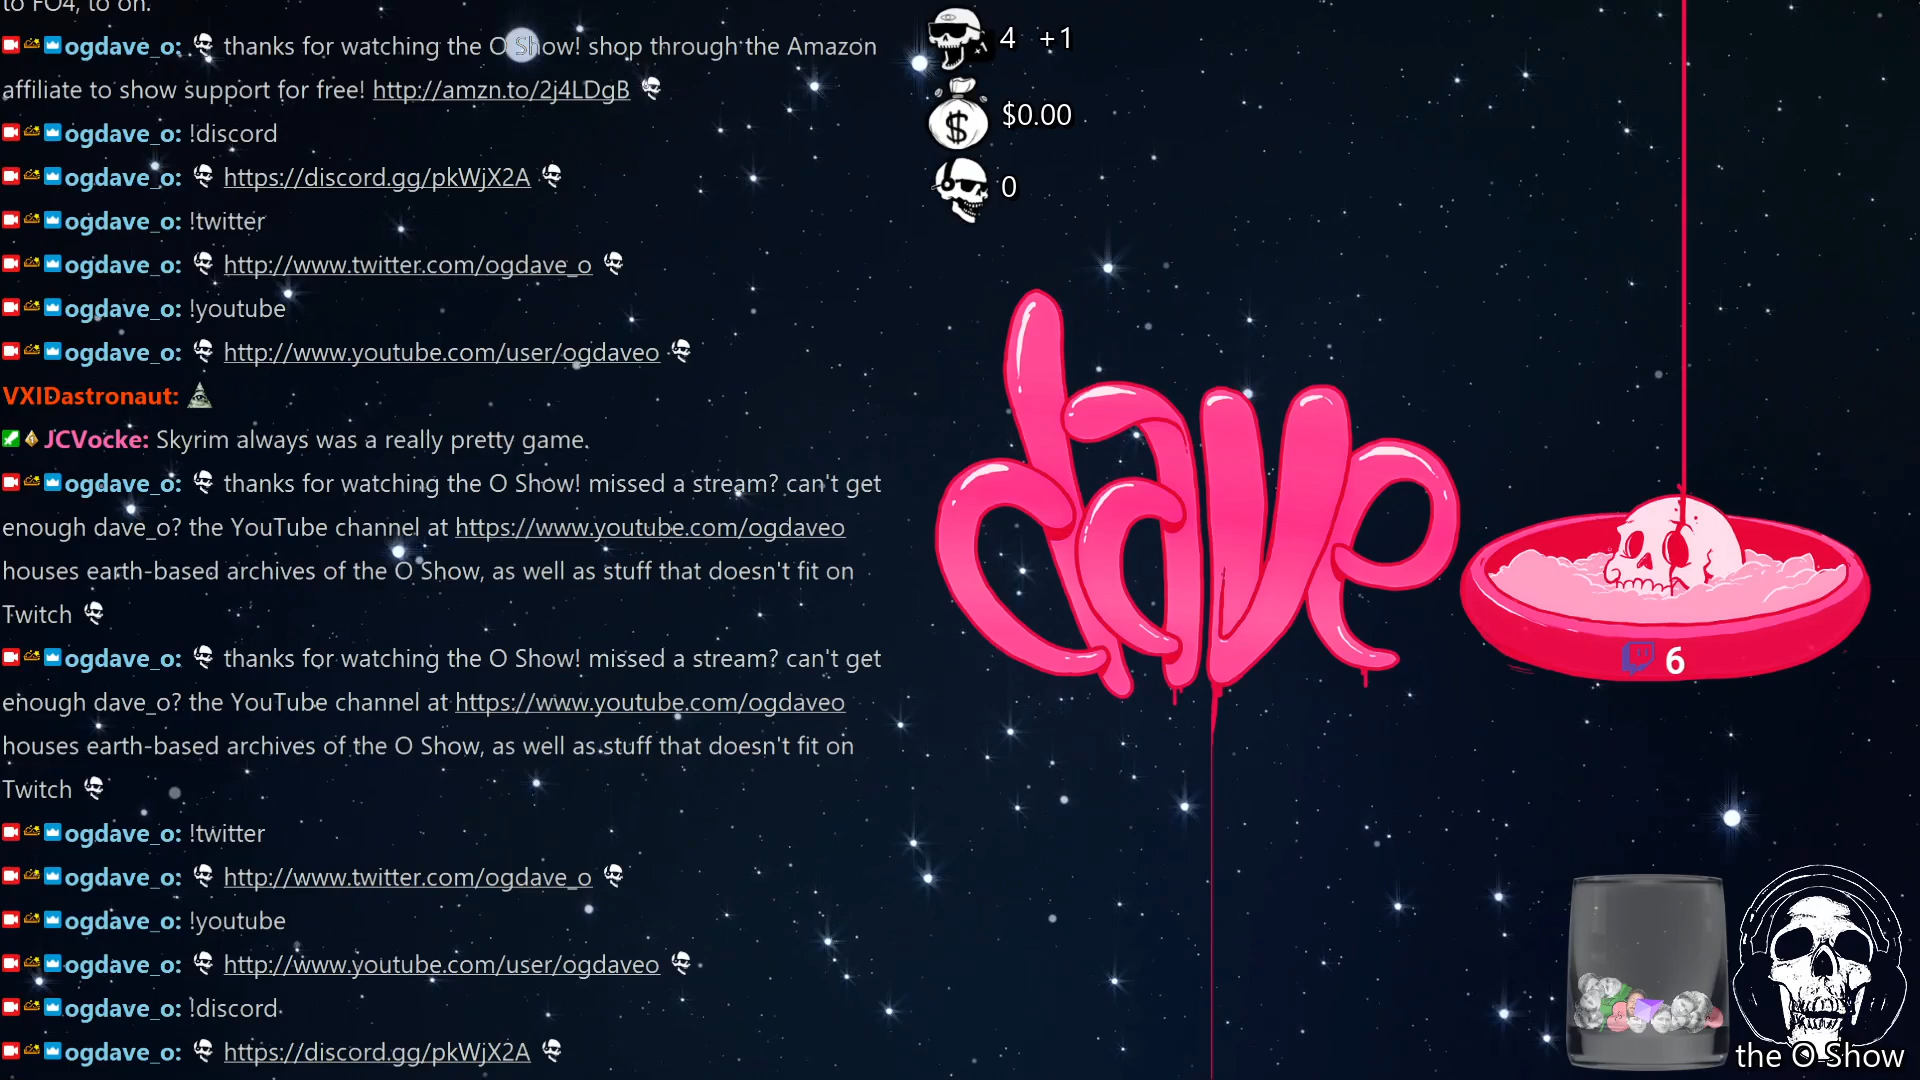 to FO4, to on.
ogdave_o: thanks for watching the O Show! shop through the Amazon
affiliate to show support for free! http://amzn.to/2j4LDgB
ogdave_o: !discord
ogdave_o: https://discord.gg/pkWjX2A
ogdave_o: !twitter
ogdave_o: http://www.twitter.com/ogdave_o
ogdave_o: !youtube
ogdave_o: http://www.youtube.com/user/ogdaveo
VXIDastronaut:
JCVocke: Skyrim always was a really pretty game.
ogdave_o: thanks for watching the O Show! missed a stream? can't get
enough dave_o? the YouTube channel at https://www.youtube.com/ogdaveo
houses earth-based archives of the O Show, as well as stuff that doesn't fit on
Twitch
ogdave_o: thanks for watching the O Show! missed a stream? can't get
enough dave_o? the YouTube channel at https://www.youtube.com/ogdaveo
houses earth-based archives of the O Show, as well as stuff that doesn't fit on
Twitch
ogdave_o: !twitter
ogdave_o: http://www.twitter.com/ogdave_o
ogdave_o: !youtube
ogdave_o: http://www.youtube.com/user/ogdaveo
ogdave_o: !discord
ogdave_o: https://discord.gg/pkWjX2A
4 +1
$0.00
0
dave
6
the O Show